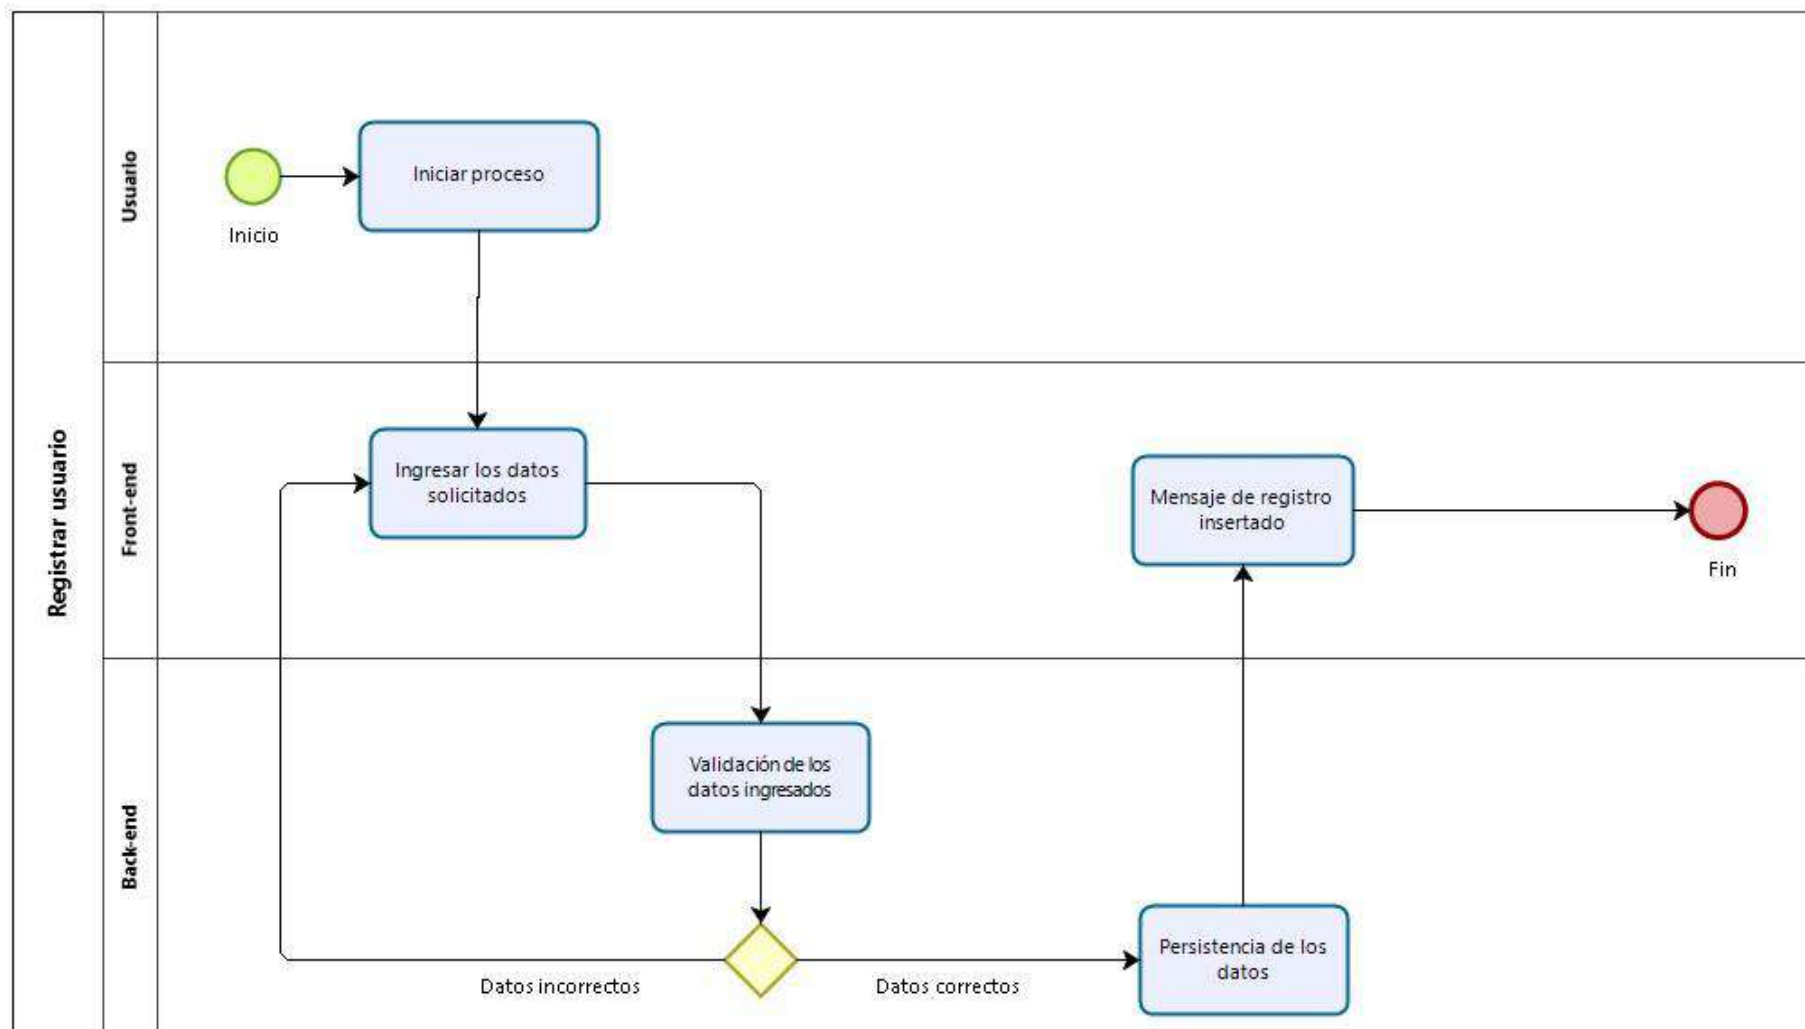 Registrar usuario
Usuario
Inicio
Iniciar proceso
Front-end
Ingresar los datos
solicitados
Mensaje de registro
insertado
Fin
Back-end
Validación de los
datos ingresados
Datos incorrectos
Datos correctos
Persistencia de los
datos